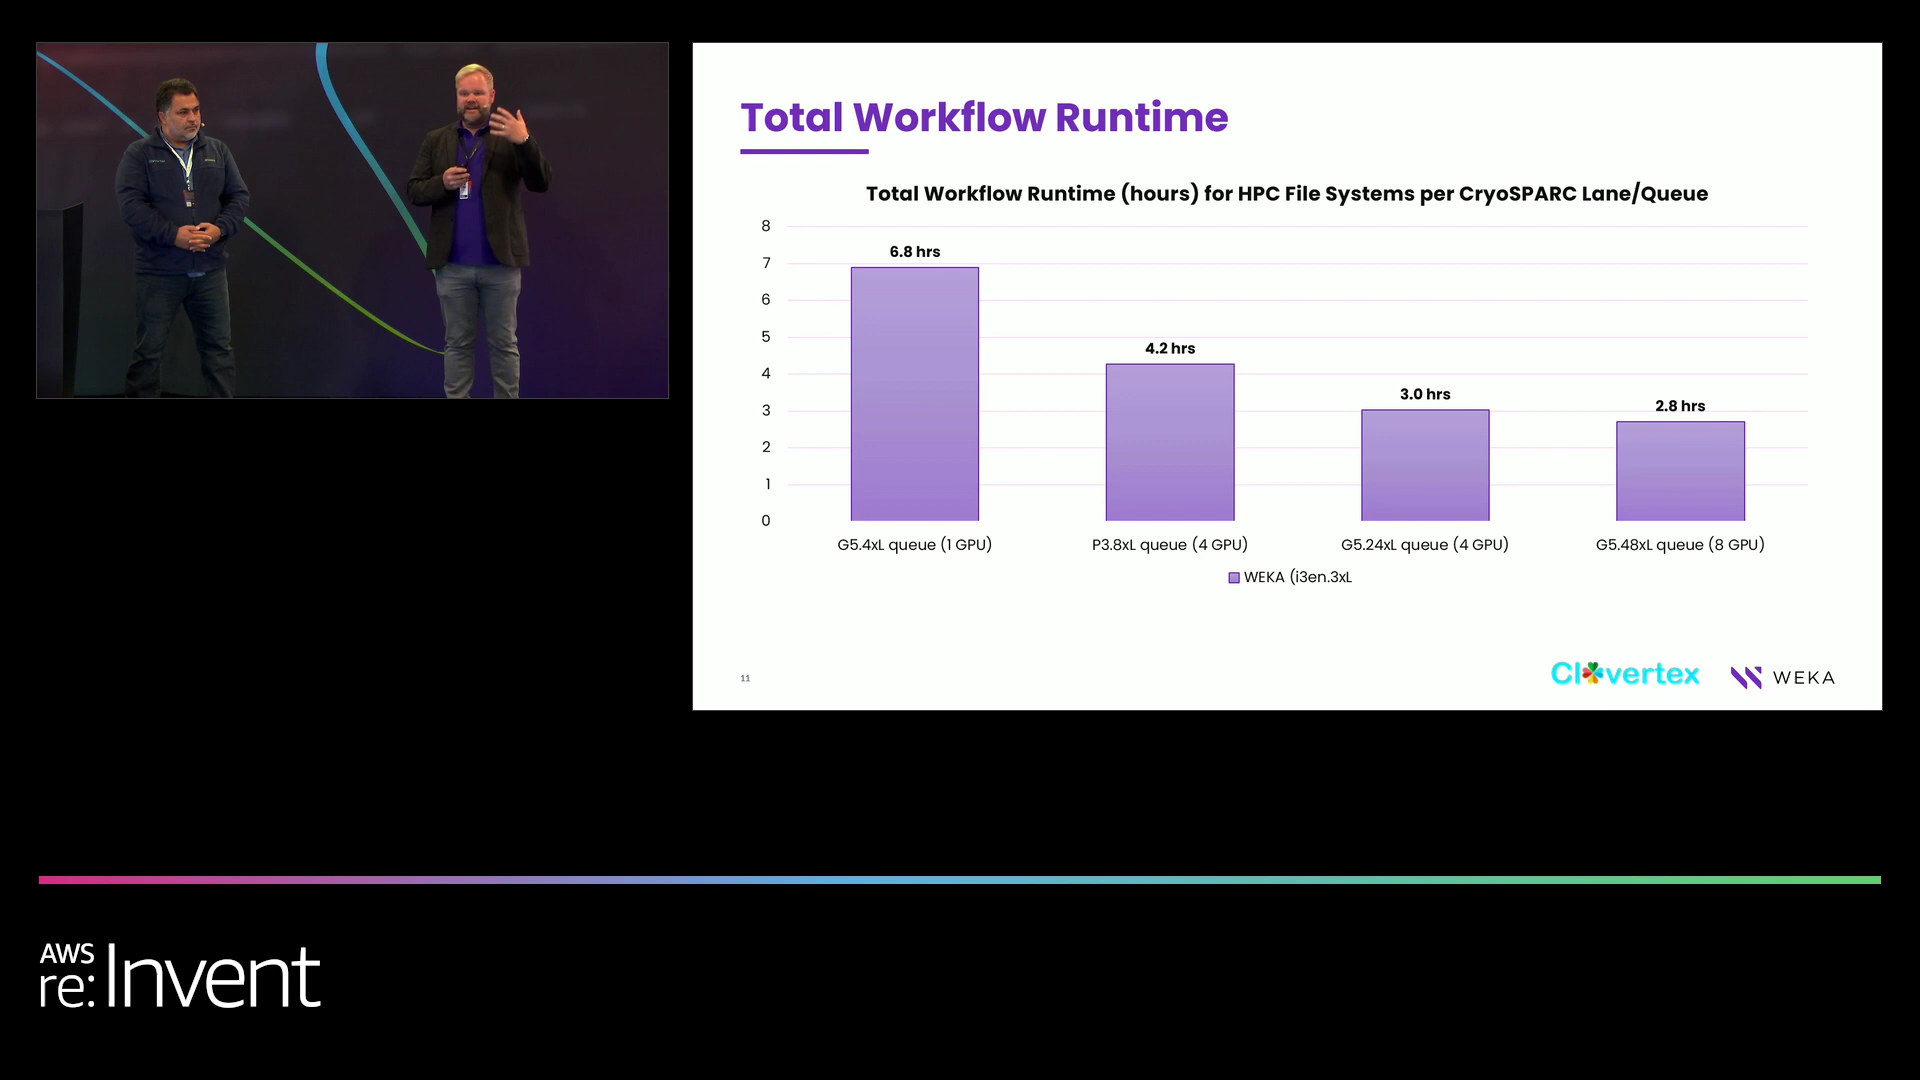 Total Workflow Runtime
Total Workflow Runtime (hours) for HPC File Systems per CryoSPARC Lane/Queue
8
7
6
5
4
3
2
1
0
6.8 hrs
4.2 hrs
3.0 hrs
2.8 hrs
G5.4xL queue (1 GPU)
P3.8xL queue (4 GPU)
G5.24xL queue (4 GPU)
G5.48xL queue (8 GPU)
WEKA (i3en.3xL
11
Clovertex
WEKA
AWS
re:Invent